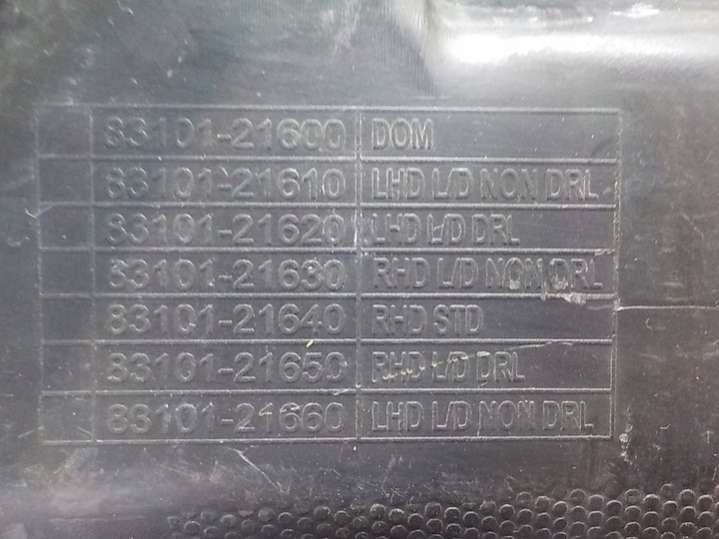 83101-21600 DOM
83101-21610 LHD L/D NON DRL
83101-21620 LHD L/D DRL
83101-21630 RHD L/D NON DRL
83101-21640 RHD STD
83101-21650 RHD L/D DRL
83101-21660 LHD L/D NON DRL